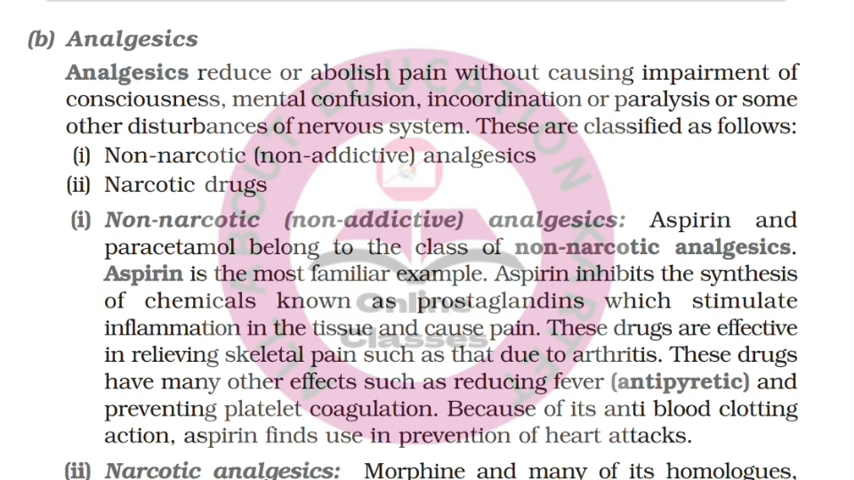 (b) Analgesics
Analgesics reduce or abolish pain without causing impairment of
consciousness, mental confusion, incoordination or paralysis or some
other disturbances of nervous system. These are classified as follows:
(i) Non-narcotic (non-addictive) analgesics
(ii) Narcotic drugs
(i) Non-narcotic (non-addictive) analgesics: Aspirin and
paracetamol belong to the class of non-narcotic analgesics.
Aspirin is the most familiar example. Aspirin inhibits the synthesis
of chemicals known as prostaglandins which stimulate
inflammation in the tissue and cause pain. These drugs are effective
in relieving skeletal pain such as that due to arthritis. These drugs
have many other effects such as reducing fever (antipyretic) and
preventing platelet coagulation. Because of its anti blood clotting
action, aspirin finds use in prevention of heart attacks.
(ii) Narcotic analgesics: Morphine and many of its homologues,
ALL ABOUT EDUCATION
Online
Classes